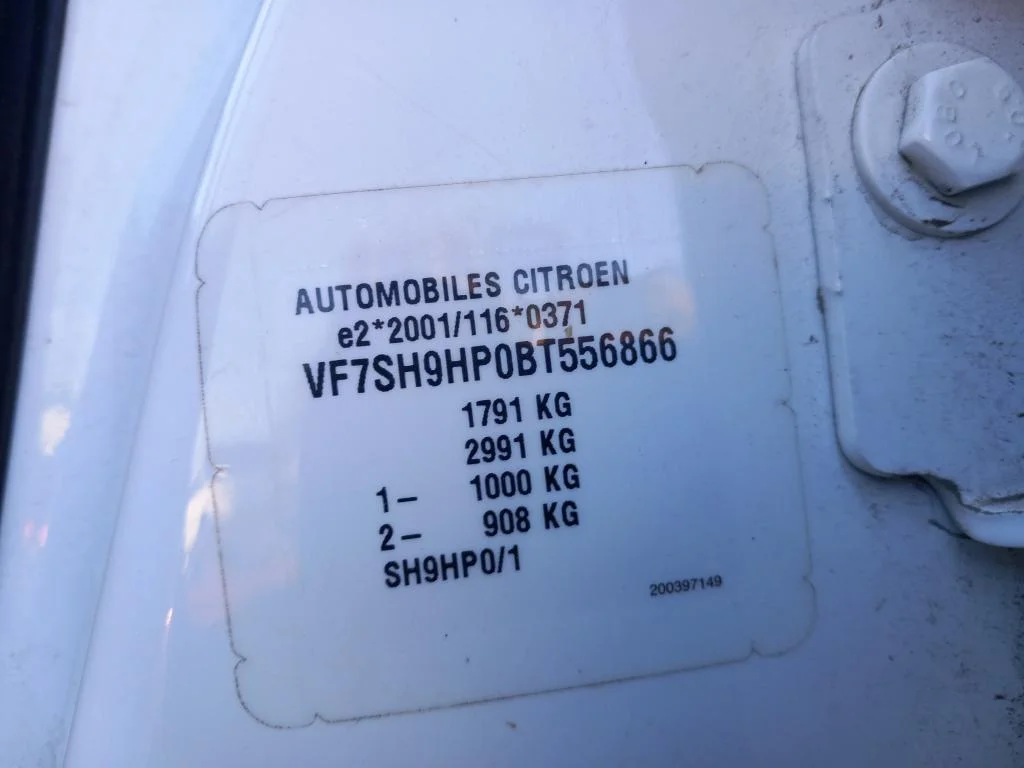 AUTOMOBILES CITROEN
e2*2001/116*0371
VF7SH9HP0BT556866
1791 KG
2991 KG
1– 1000 KG
2– 908 KG
SH9HP0/1
200397149